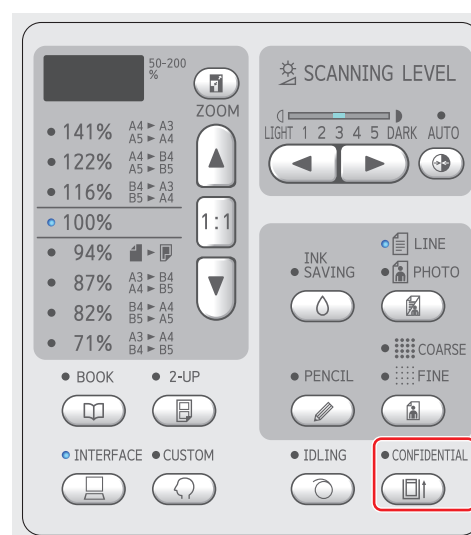 50-200
%
ZOOM
141% A4 ► A3
A5 ► A4
122% A4 ► B4
A5 ► B5
116% B4 ► A3
B5 ► A4
100%
1:1
94%
87% A3 ► B4
A4 ► B5
82% B4 ► A4
B5 ► A5
71% A3 ► A4
B4 ► B5
BOOK
2-UP
INTERFACE
CUSTOM
SCANNING LEVEL
LIGHT 1 2 3 4 5 DARK AUTO
INK
SAVING
LINE
PHOTO
COARSE
PENCIL
FINE
IDLING
CONFIDENTIAL